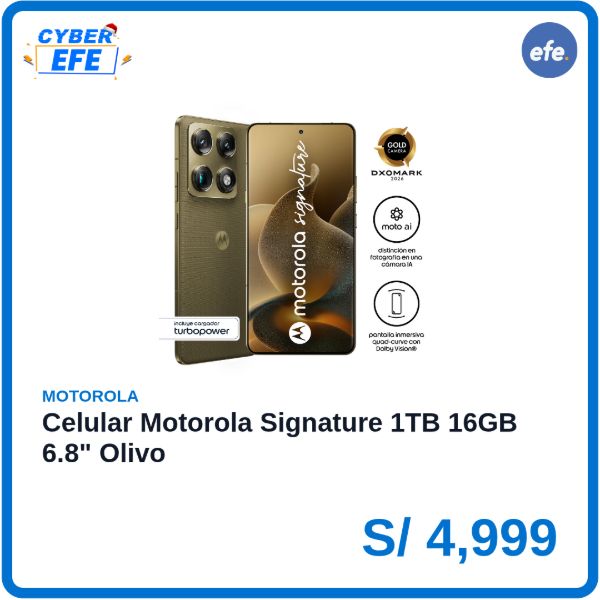 CYBER
EFE
efe.
GOLD
CAMERA
DXOMARK
2026
moto ai
distinción en
fotografía en una
cámara IA
pantalla inmersiva
quad-curve con
Dolby Vision®
motorola signature
incluye cargador
turbopower
MOTOROLA
Celular Motorola Signature 1TB 16GB
6.8" Olivo
S/ 4,999